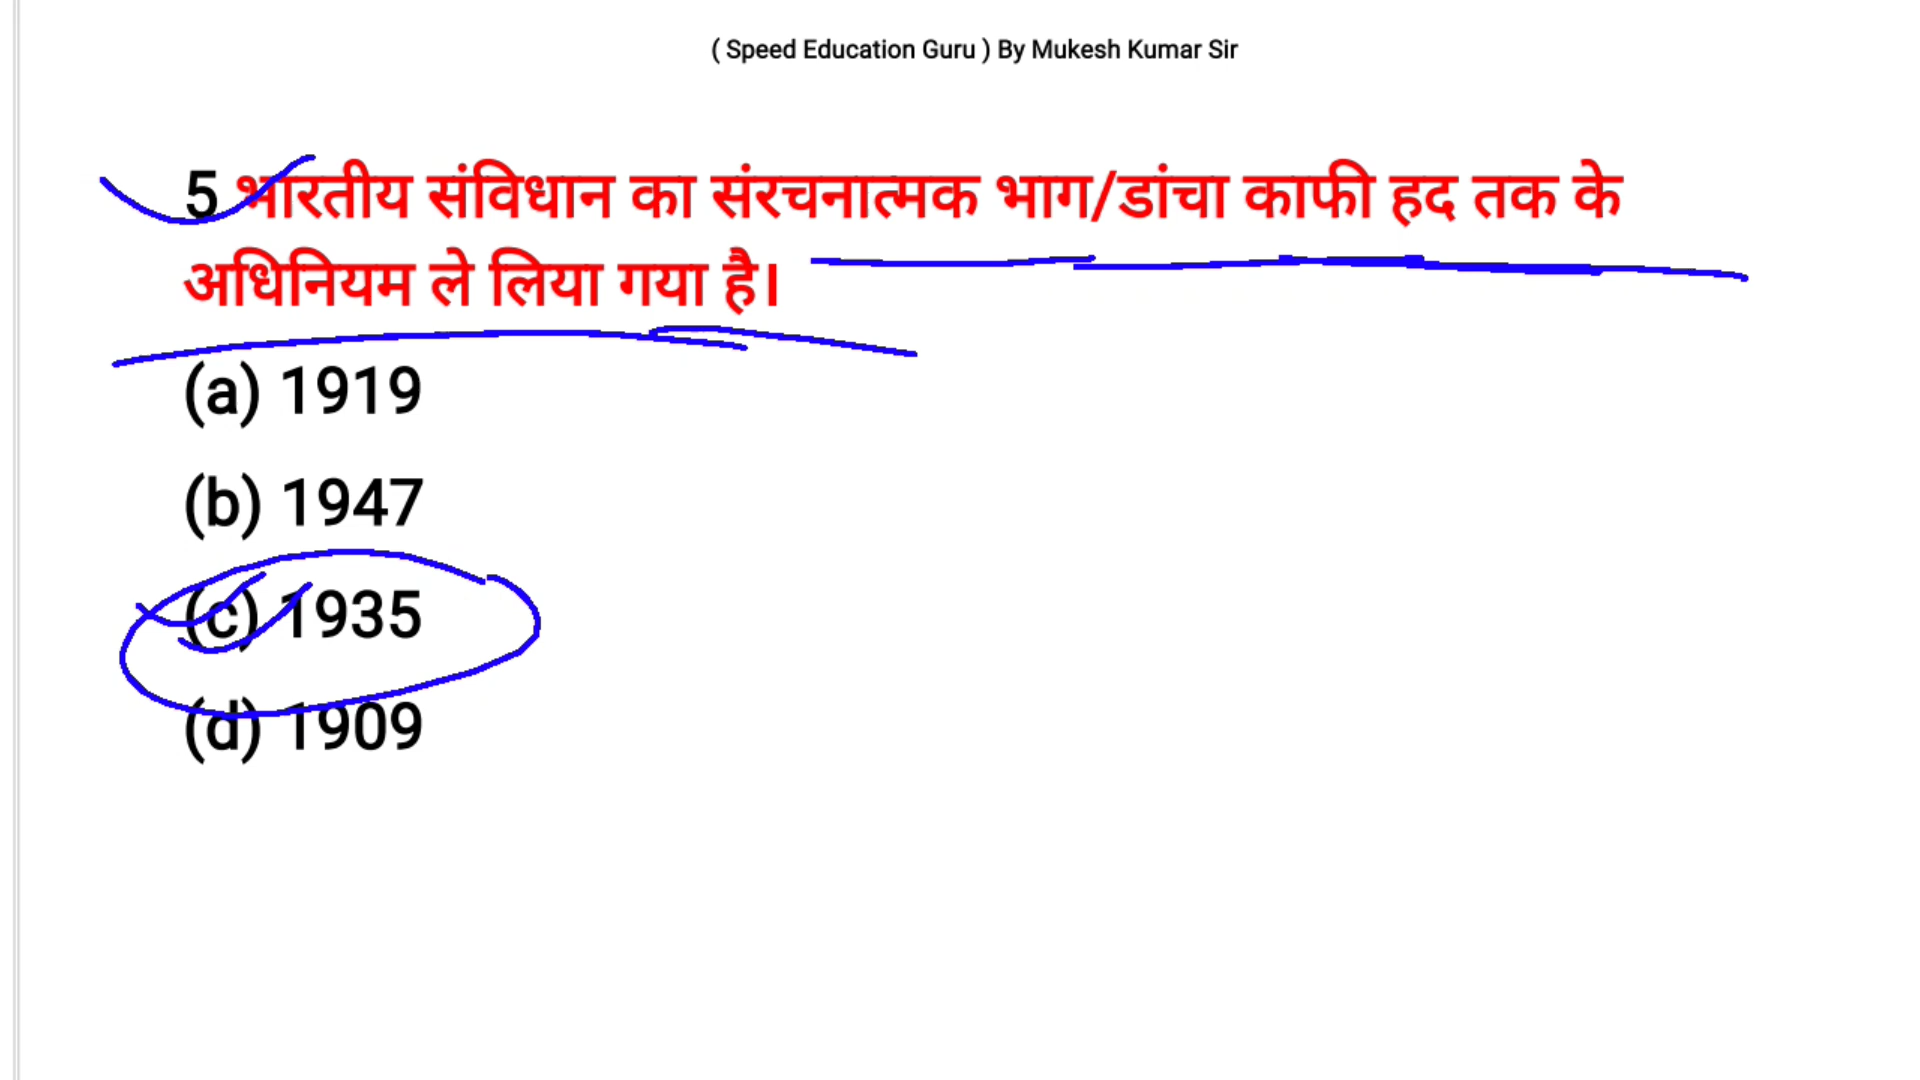 ( Speed Education Guru ) By Mukesh Kumar Sir
5 भारतीय संविधान का संरचनात्मक भाग/डांचा काफी हद तक के
अधिनियम ले लिया गया है।
(a) 1919
(b) 1947
(c) 1935
(d) 1909